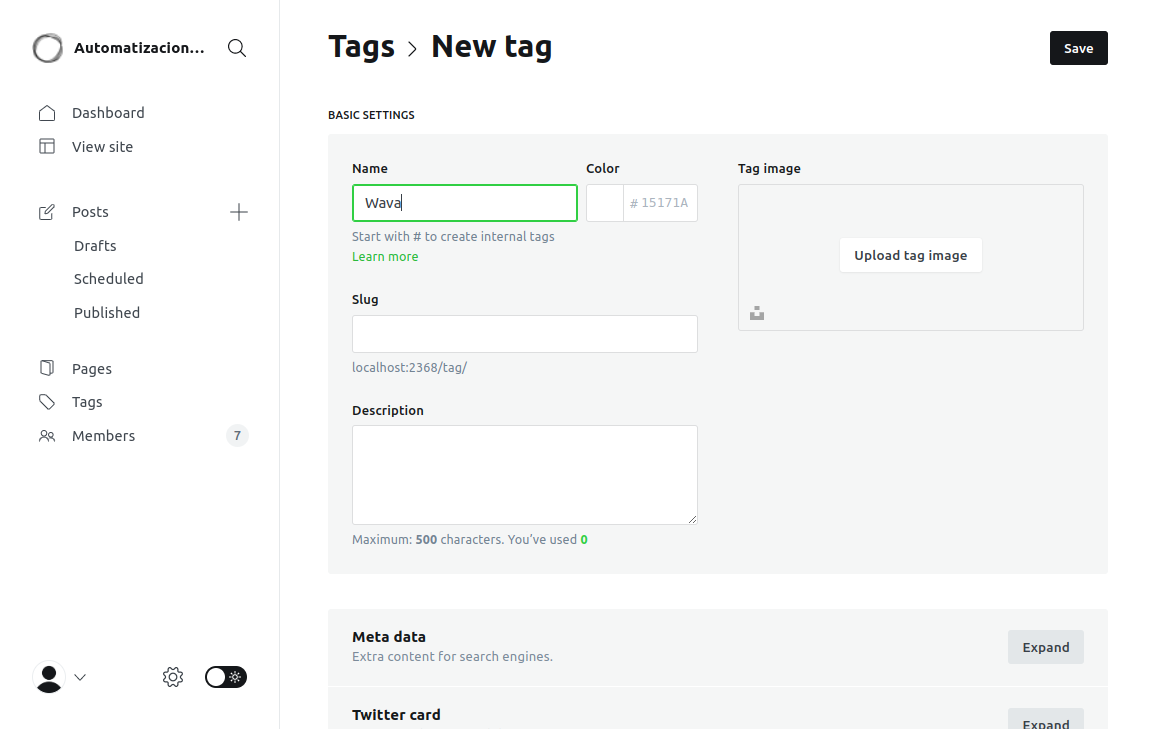 Automatizacion...
Dashboard
View site
Posts
Drafts
Scheduled
Published
Pages
Tags
Members 7
Tags > New tag
Save
BASIC SETTINGS
Name
Wava
Start with # to create internal tags
Learn more
Color
# 15171A
Slug
localhost:2368/tag/
Description
Maximum: 500 characters. You’ve used 0
Tag image
Upload tag image
Meta data
Extra content for search engines.
Expand
Twitter card
Expand